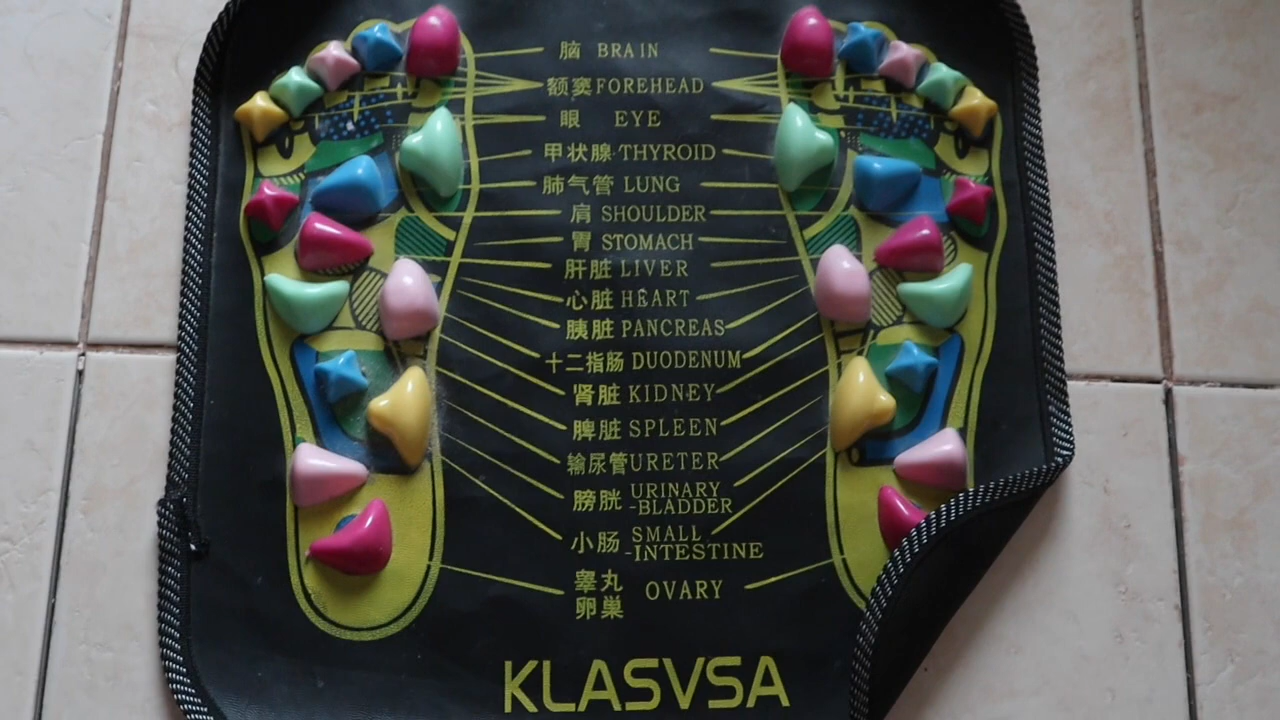 脑 BRAIN
额窦 FOREHEAD
眼 EYE
甲状腺 THYROID
肺气管 LUNG
肩 SHOULDER
胃 STOMACH
肝脏 LIVER
心脏 HEART
胰脏 PANCREAS
十二指肠 DUODENUM
肾脏 KIDNEY
脾脏 SPLEEN
输尿管 URETER
膀胱 URINARY
-BLADDER
小肠 SMALL
-INTESTINE
睾丸
卵巢 OVARY
KLASVSA